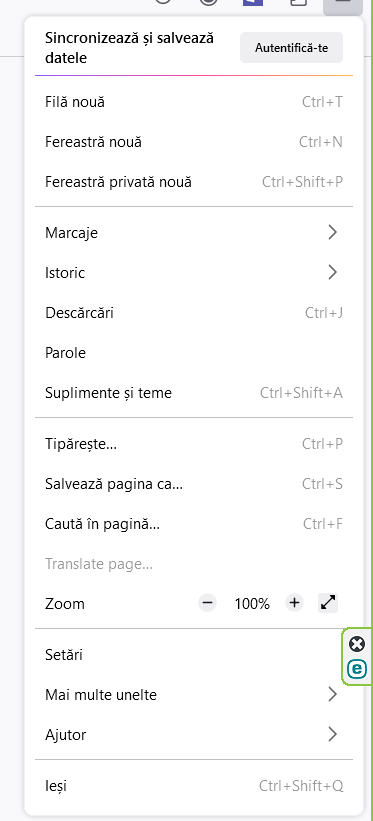 Sincronizează și salvează
datele
Autentifică-te
Filă nouă Ctrl+T
Fereastră nouă Ctrl+N
Fereastră privată nouă Ctrl+Shift+P
Marcaje
Istoric
Descărcări Ctrl+J
Parole
Suplimente și teme Ctrl+Shift+A
Tipărește... Ctrl+P
Salvează pagina ca... Ctrl+S
Caută în pagină... Ctrl+F
Translate page...
Zoom − 100% +
Setări
Mai multe unelte
Ajutor
Ieși Ctrl+Shift+Q
e